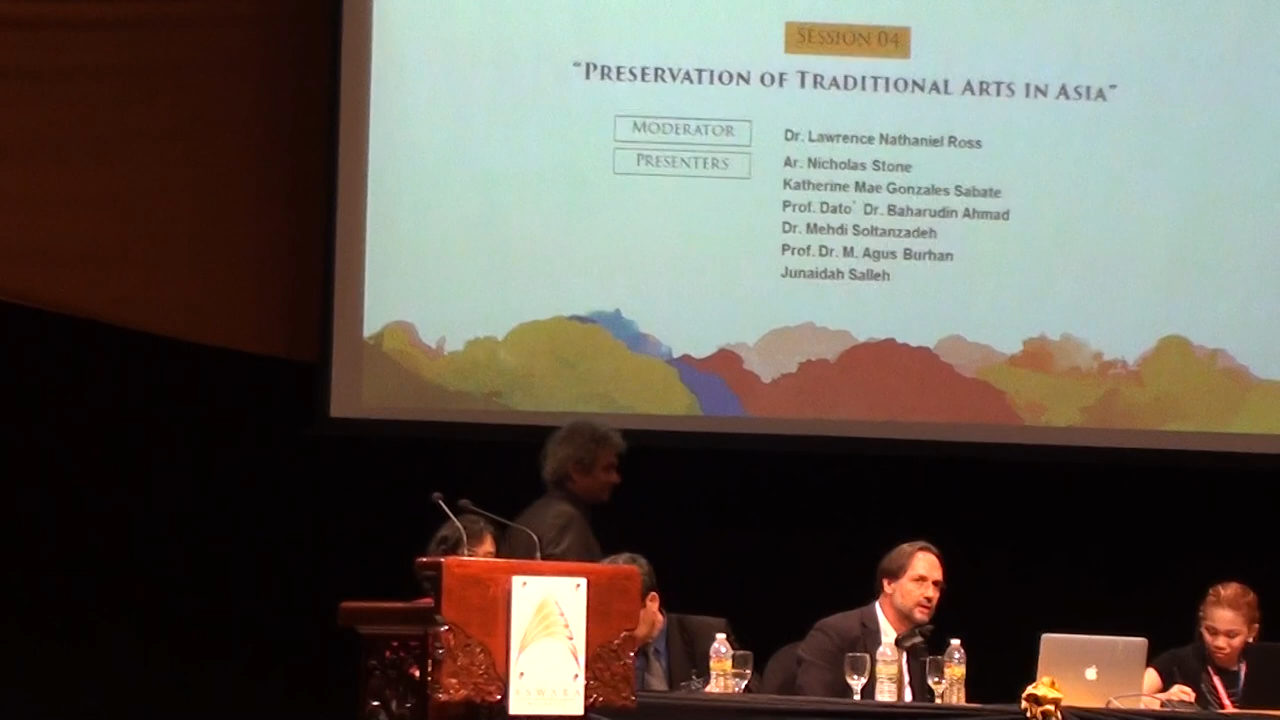 SESSION 04
“PRESERVATION OF TRADITIONAL ARTS IN ASIA”
MODERATOR
Dr. Lawrence Nathaniel Ross
PRESENTERS
Ar. Nicholas Stone
Katherine Mae Gonzales Sabate
Prof. Dato` Dr. Baharudin Ahmad
Dr. Mehdi Soltanzadeh
Prof. Dr. M. Agus Burhan
Junaidah Salleh
ASWARA